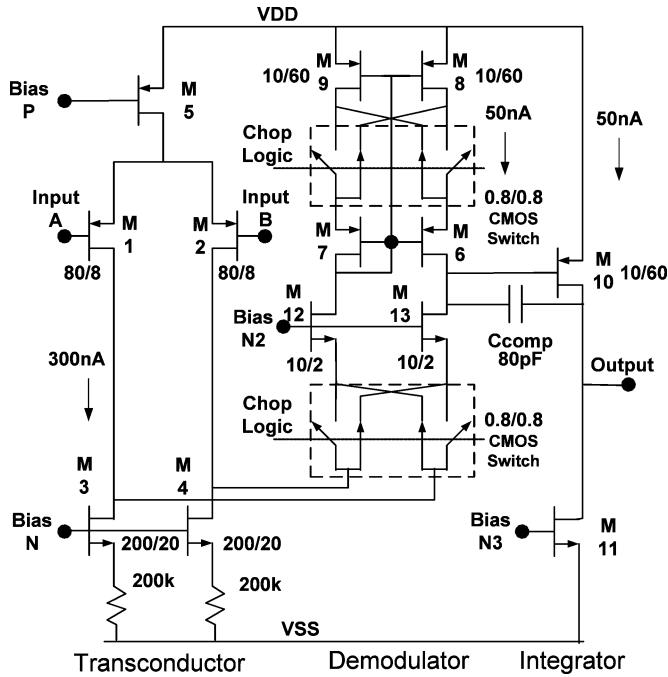 VDD
M
9
10/60
M
8
10/60
Bias
P
M
5
50nA
50nA
Chop
Logic
Input
A
Input
B
M
1
M
2
80/8
80/8
0.8/0.8
CMOS
Switch
M
7
M
6
M
10
10/60
M
12
M
13
Bias
N2
10/2
10/2
Ccomp
80pF
Output
300nA
Chop
Logic
0.8/0.8
CMOS
Switch
M
3
M
4
Bias
N
200/20
200/20
Bias
N3
M
11
200k
200k
VSS
Transconductor
Demodulator
Integrator